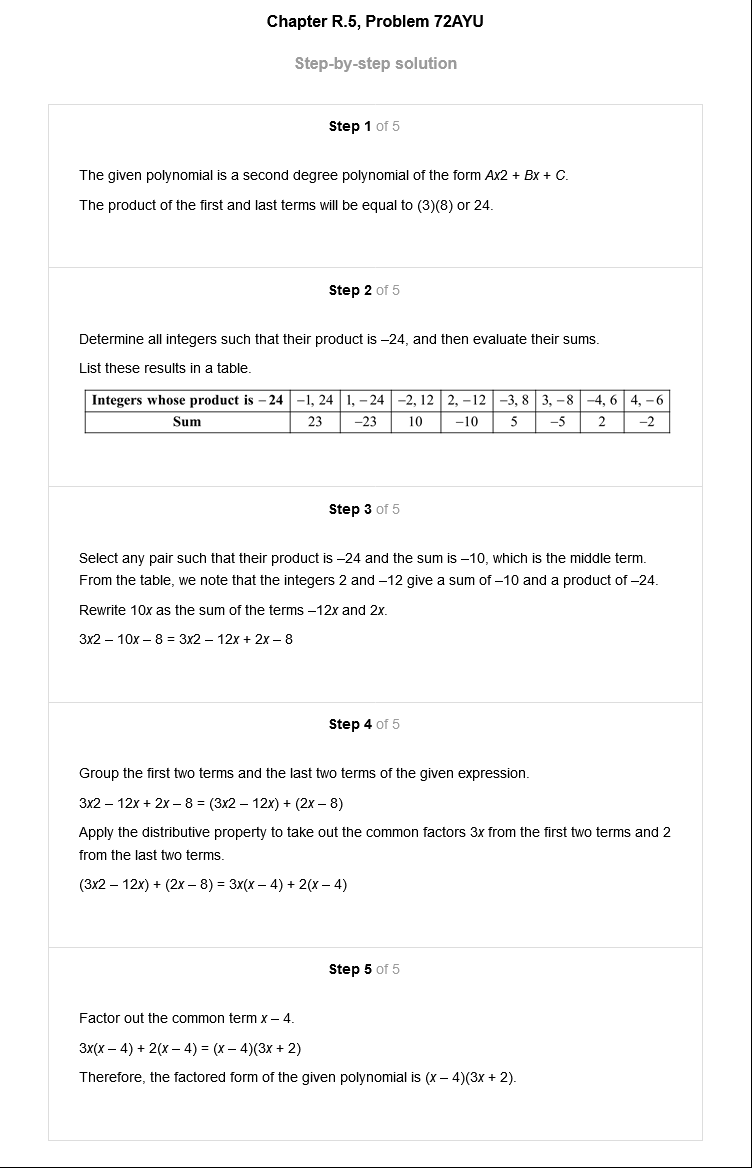 Chapter R.5, Problem 72AYU
Step-by-step solution
Step 1 of 5
The given polynomial is a second degree polynomial of the form Ax2 + Bx + C.
The product of the first and last terms will be equal to (3)(8) or 24.
Step 2 of 5
Determine all integers such that their product is –24, and then evaluate their sums.
List these results in a table.
Integers whose product is −24 −1, 24 1, −24 −2, 12 2, −12 −3, 8 3, −8 −4, 6 4, −6
Sum 23 −23 10 −10 5 −5 2 −2
Step 3 of 5
Select any pair such that their product is –24 and the sum is –10, which is the middle term.
From the table, we note that the integers 2 and –12 give a sum of –10 and a product of –24.
Rewrite 10x as the sum of the terms –12x and 2x.
3x2 – 10x – 8 = 3x2 – 12x + 2x – 8
Step 4 of 5
Group the first two terms and the last two terms of the given expression.
3x2 – 12x + 2x – 8 = (3x2 – 12x) + (2x – 8)
Apply the distributive property to take out the common factors 3x from the first two terms and 2
from the last two terms.
(3x2 – 12x) + (2x – 8) = 3x(x – 4) + 2(x – 4)
Step 5 of 5
Factor out the common term x – 4.
3x(x – 4) + 2(x – 4) = (x – 4)(3x + 2)
Therefore, the factored form of the given polynomial is (x – 4)(3x + 2).